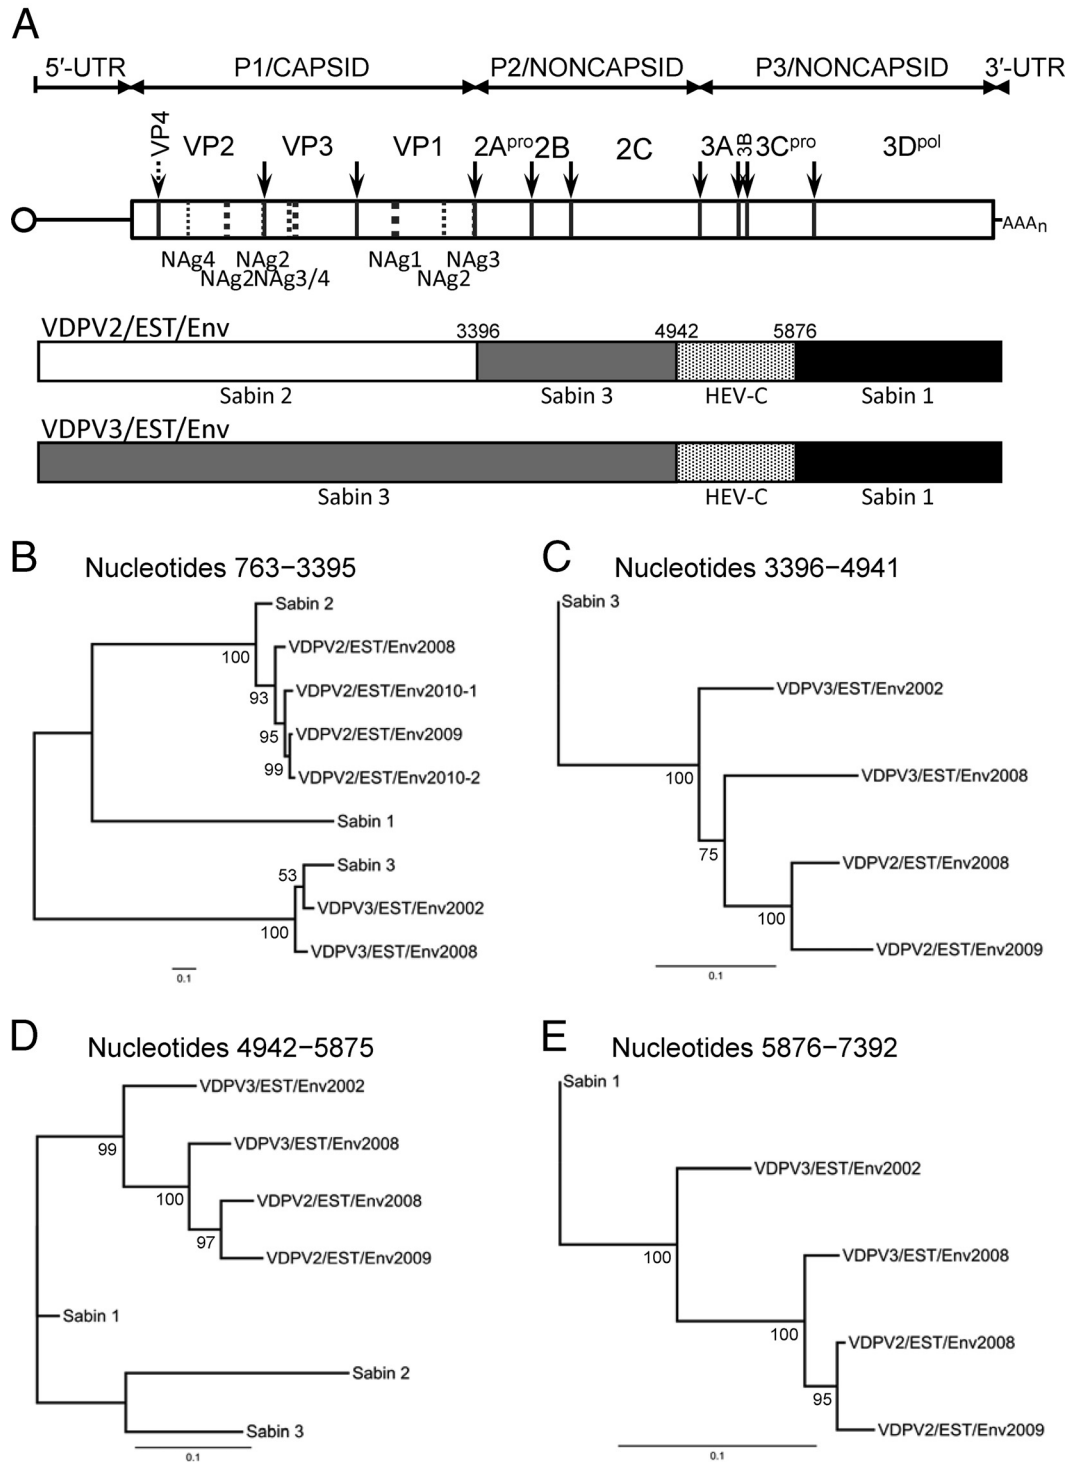 A
5′-UTR P1/CAPSID P2/NONCAPSID P3/NONCAPSID 3′-UTR
VP4 VP2 VP3 VP1 2Apro 2B 2C 3A 3B 3Cpro 3Dpol
AAAn
NAg4 NAg2 NAg1 NAg3
NAg2 NAg3/4 NAg2
VDPV2/EST/Env 3396 4942 5876
Sabin 2 Sabin 3 HEV-C Sabin 1
VDPV3/EST/Env
Sabin 3 HEV-C Sabin 1
B
Nucleotides 763–3395
Sabin 2
VDPV2/EST/Env2008
100
VDPV2/EST/Env2010-1
93
VDPV2/EST/Env2009
95
99
VDPV2/EST/Env2010-2
Sabin 1
Sabin 3
53
VDPV3/EST/Env2002
100
VDPV3/EST/Env2008
0.1
C
Nucleotides 3396–4941
Sabin 3
VDPV3/EST/Env2002
100
VDPV3/EST/Env2008
75
VDPV2/EST/Env2008
100
VDPV2/EST/Env2009
0.1
D
Nucleotides 4942–5875
VDPV3/EST/Env2002
99
VDPV3/EST/Env2008
100
VDPV2/EST/Env2008
97
VDPV2/EST/Env2009
Sabin 1
Sabin 2
Sabin 3
0.1
E
Nucleotides 5876–7392
Sabin 1
VDPV3/EST/Env2002
100
VDPV3/EST/Env2008
100
VDPV2/EST/Env2008
95
VDPV2/EST/Env2009
0.1